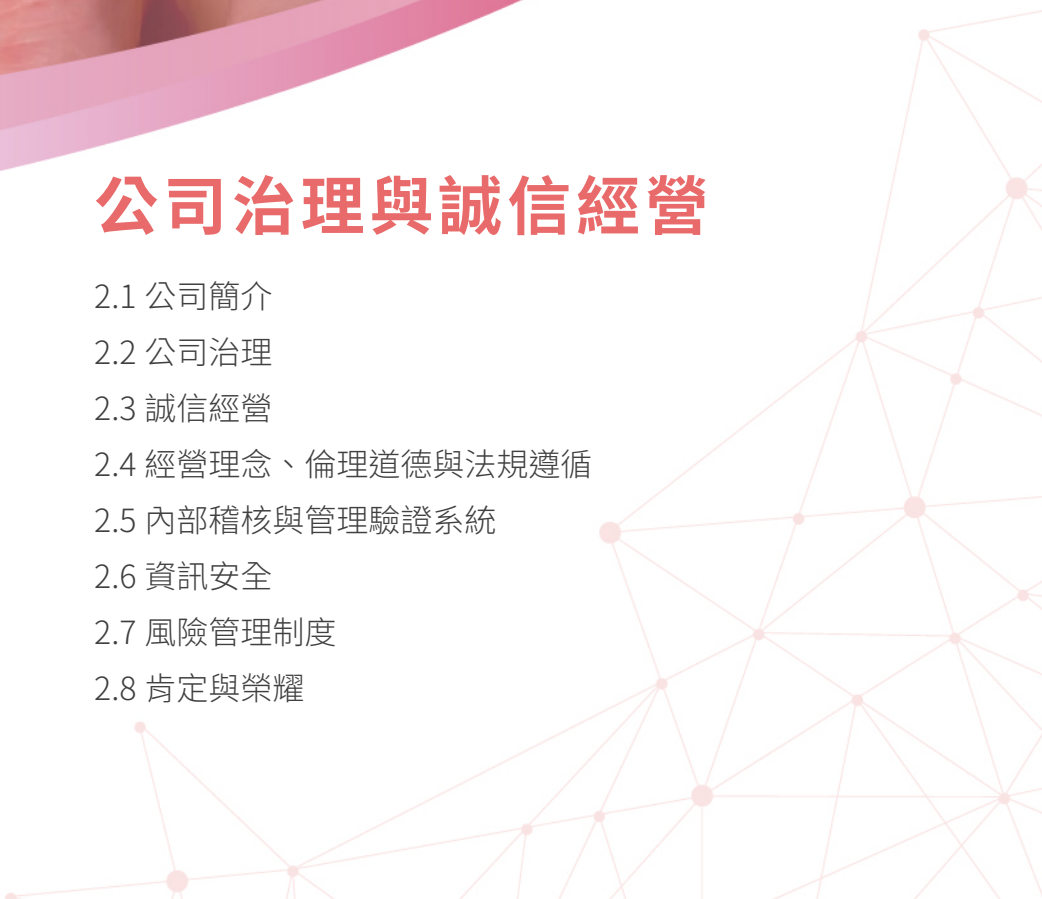 公司治理與誠信經營
2.1 公司簡介
2.2 公司治理
2.3 誠信經營
2.4 經營理念、倫理道德與法規遵循
2.5 內部稽核與管理驗證系統
2.6 資訊安全
2.7 風險管理制度
2.8 肯定與榮耀